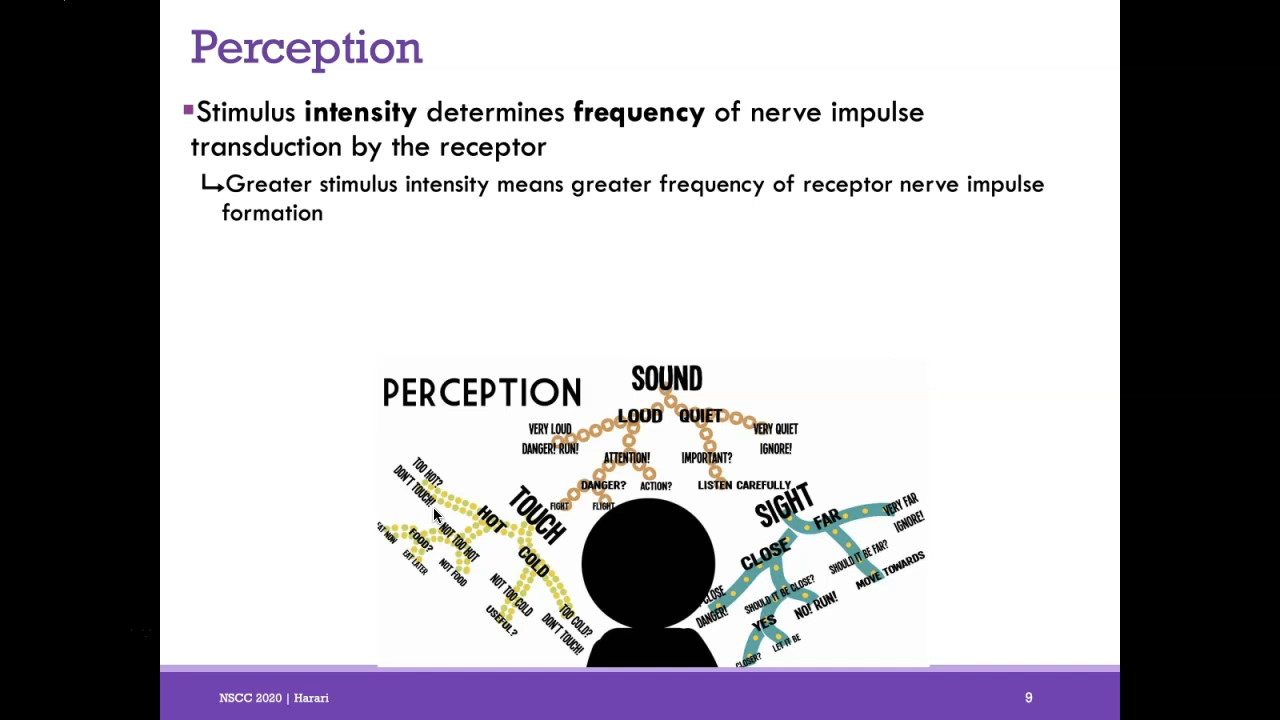 Perception
▪Stimulus intensity determines frequency of nerve impulse
transduction by the receptor
↳Greater stimulus intensity means greater frequency of receptor nerve impulse
formation
PERCEPTION
SOUND
LOUD
QUIET
VERY LOUD
DANGER! RUN!
ATTENTION!
DANGER?
ACTION?
FIGHT
FLIGHT
IMPORTANT?
LISTEN CAREFULLY
VERY QUIET
IGNORE!
TOUCH
HOT
TOO HOT?
DON'T TOUCH!
NOT TOO HOT
FOOD?
NOW
EAT LATER
NOT FOOD
COLD
NOT TOO COLD
USEFUL?
TOO COLD?
DON'T TOUCH!
SIGHT
CLOSE
FAR
VERY FAR
IGNORE!
SHOULD IT BE FAR?
MOVE TOWARDS
CLOSE
DANGER!
SHOULD IT BE CLOSE?
YES
NO! RUN!
CLOSER?
LET IT BE
NSCC 2020 | Harari
9